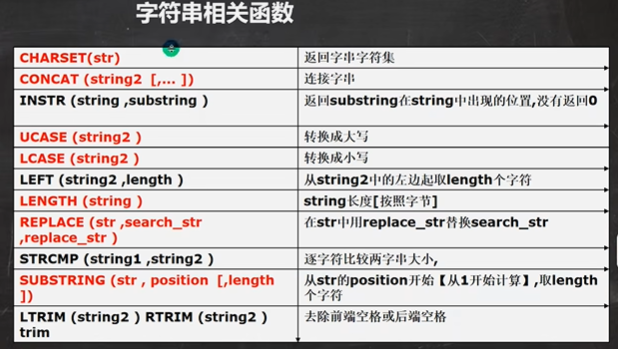 字符串相关函数
CHARSET(str) 返回字串字符集
CONCAT (string2 [,... ]) 连接字串
INSTR (string ,substring ) 返回substring在string中出现的位置,没有返回0
UCASE (string2 ) 转换成大写
LCASE (string2 ) 转换成小写
LEFT (string2 ,length ) 从string2中的左边起取length个字符
LENGTH (string ) string长度[按照字节]
REPLACE (str ,search_str
,replace_str ) 在str中用replace_str替换search_str
STRCMP (string1 ,string2 ) 逐字符比较两字串大小,
SUBSTRING (str , position [,length
]) 从str的position开始【从1开始计算】,取length
个字符
LTRIM (string2 ) RTRIM (string2 )
trim 去除前端空格或后端空格